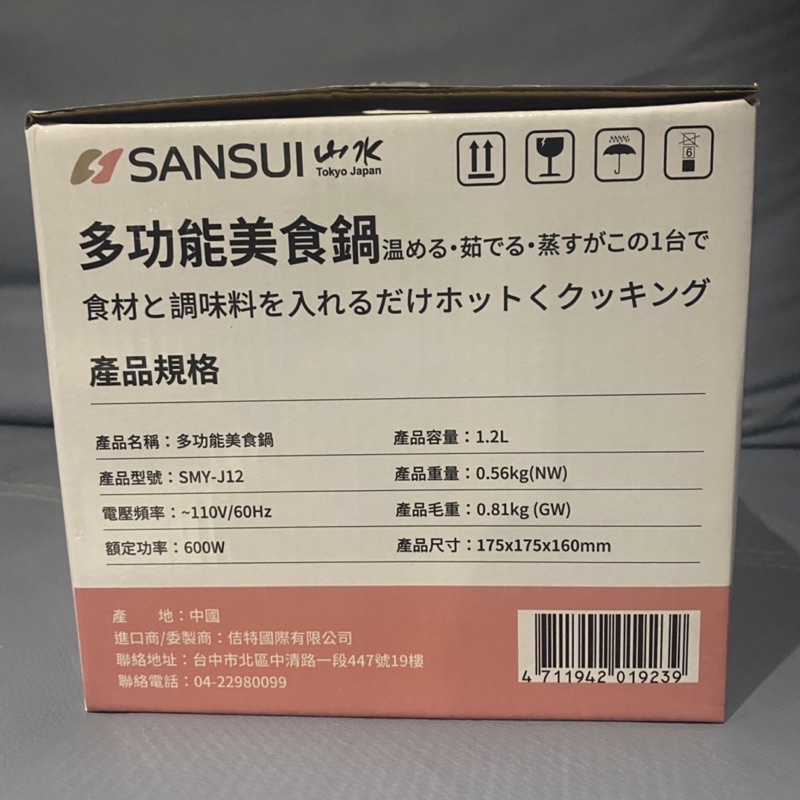 SANSUI 山水
Tokyo Japan
6
多功能美食鍋 温める・茹でる・蒸すがこの1台で
食材と調味料を入れるだけホットくクッキング
產品規格
產品名稱：多功能美食鍋 產品容量：1.2L
產品型號：SMY-J12 產品重量：0.56kg(NW)
電壓頻率：~110V/60Hz 產品毛重：0.81kg (GW)
額定功率：600W 產品尺寸：175x175x160mm
產 地：中國
進口商/委製商：佶特國際有限公司
聯絡地址：台中市北區中清路一段447號19樓
聯絡電話：04-22980099
4 711942 019239